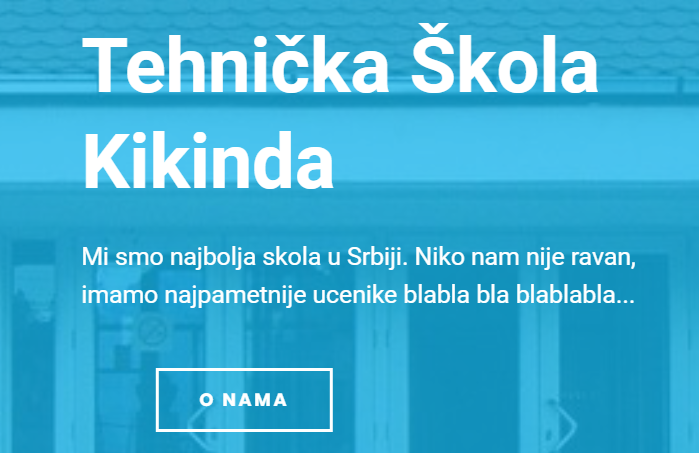 Tehnička Škola
Kikinda
Mi smo najbolja skola u Srbiji. Niko nam nije ravan,
imamo najpametnije ucenike blabla bla blablabla...
O NAMA